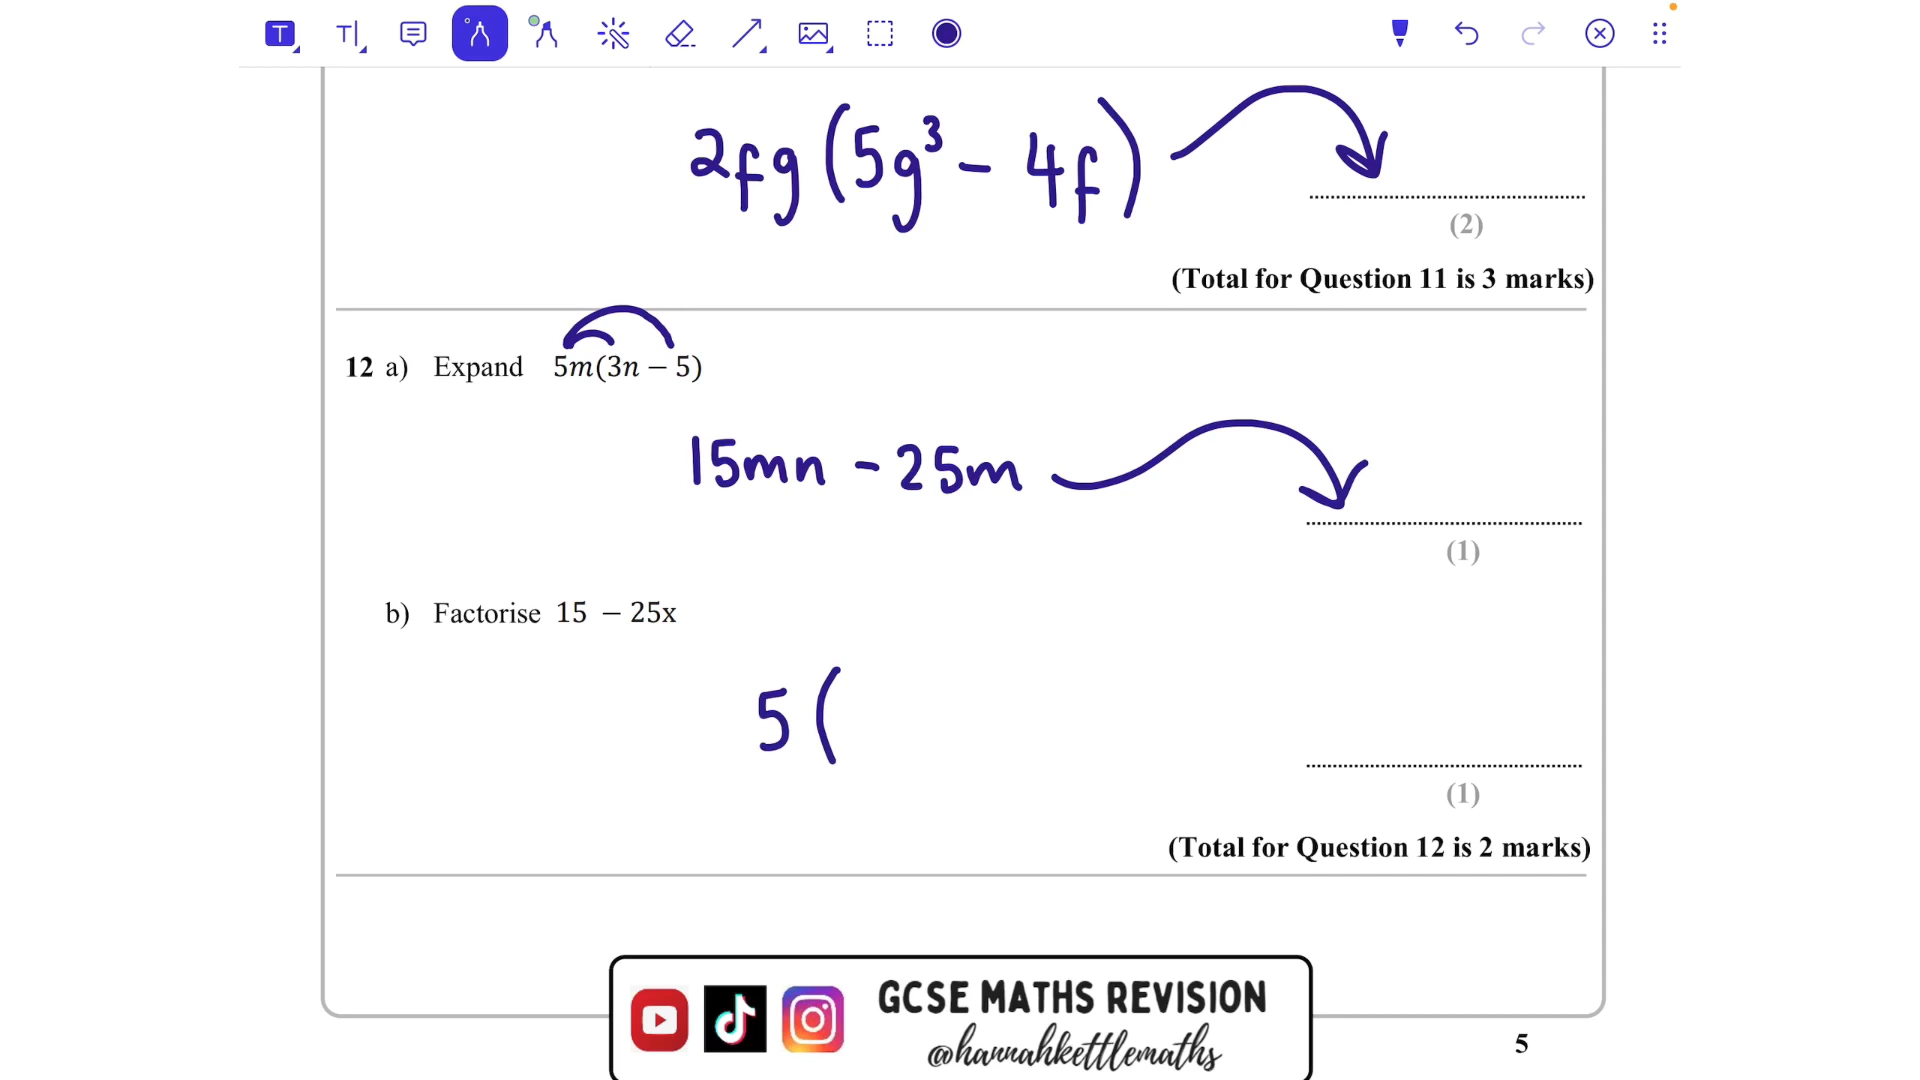 T T|
2fg(5g³ - 4f)
(2)
(Total for Question 11 is 3 marks)
12 a) Expand 5m(3n − 5)
15mn - 25m
(1)
b) Factorise 15 − 25x
5(
(1)
(Total for Question 12 is 2 marks)
GCSE MATHS REVISION
@hannahkettlemaths
5